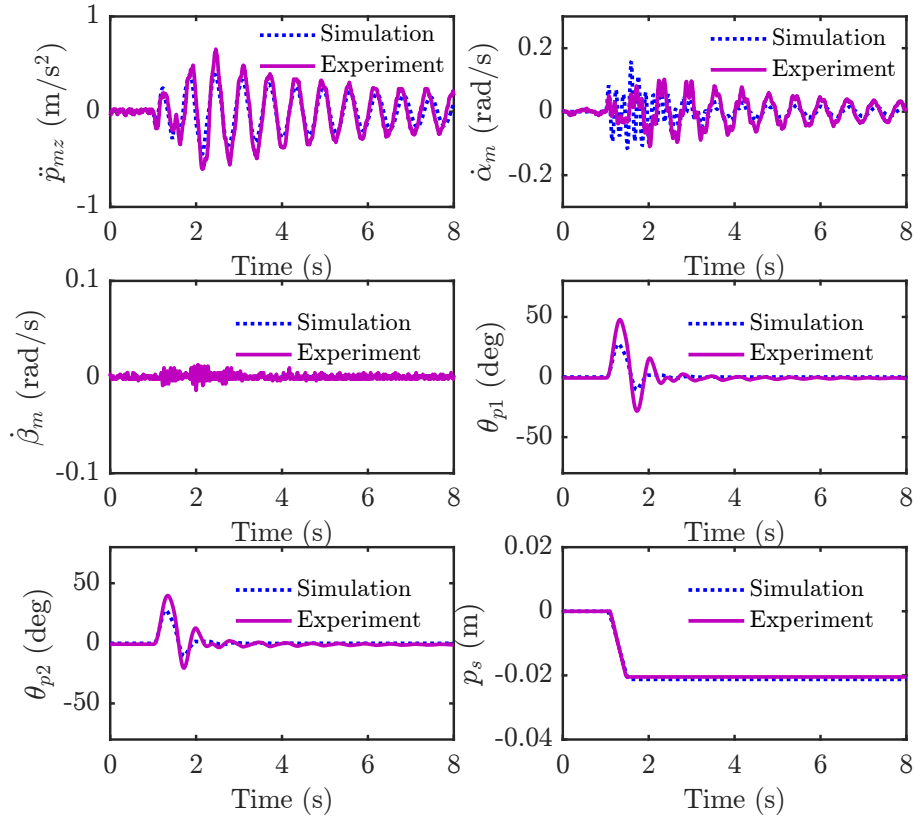 1
0
-1
p̈ₘz (m/s²)
Simulation
Experiment
0 2 4 6 8
Time (s)
0.2
0
-0.2
α̇ₘ (rad/s)
Simulation
Experiment
0 2 4 6 8
Time (s)
0.1
0
-0.1
β̇ₘ (rad/s)
Simulation
Experiment
0 2 4 6 8
Time (s)
50
0
-50
θₚ₁ (deg)
Simulation
Experiment
0 2 4 6 8
Time (s)
50
0
-50
θₚ₂ (deg)
Simulation
Experiment
0 2 4 6 8
Time (s)
0.02
0
-0.02
-0.04
pₛ (m)
Simulation
Experiment
0 2 4 6 8
Time (s)